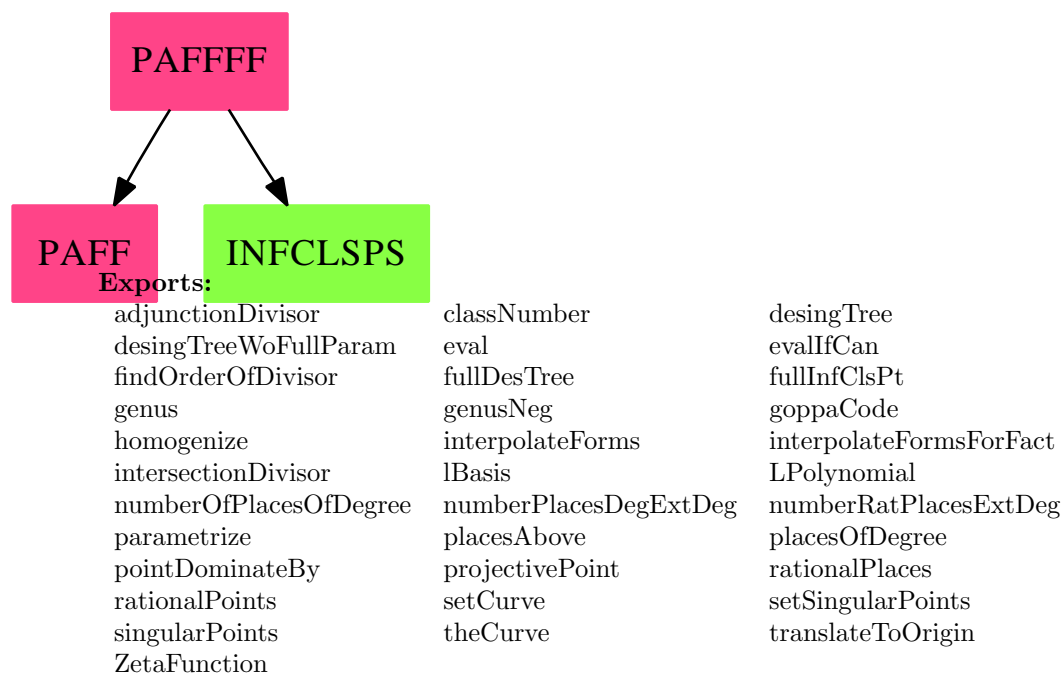 PAFFFF
PAFF INFCLSPS
Exports:
adjunctionDivisor classNumber desingTree
desingTreeWoFullParam eval evalIfCan
findOrderOfDivisor fullDesTree fullInfClsPt
genus genusNeg goppaCode
homogenize interpolateForms interpolateFormsForFact
intersectionDivisor lBasis LPolynomial
numberOfPlacesOfDegree numberPlacesDegExtDeg numberRatPlacesExtDeg
parametrize placesAbove placesOfDegree
pointDominateBy projectivePoint rationalPlaces
rationalPoints setCurve setSingularPoints
singularPoints theCurve translateToOrigin
ZetaFunction